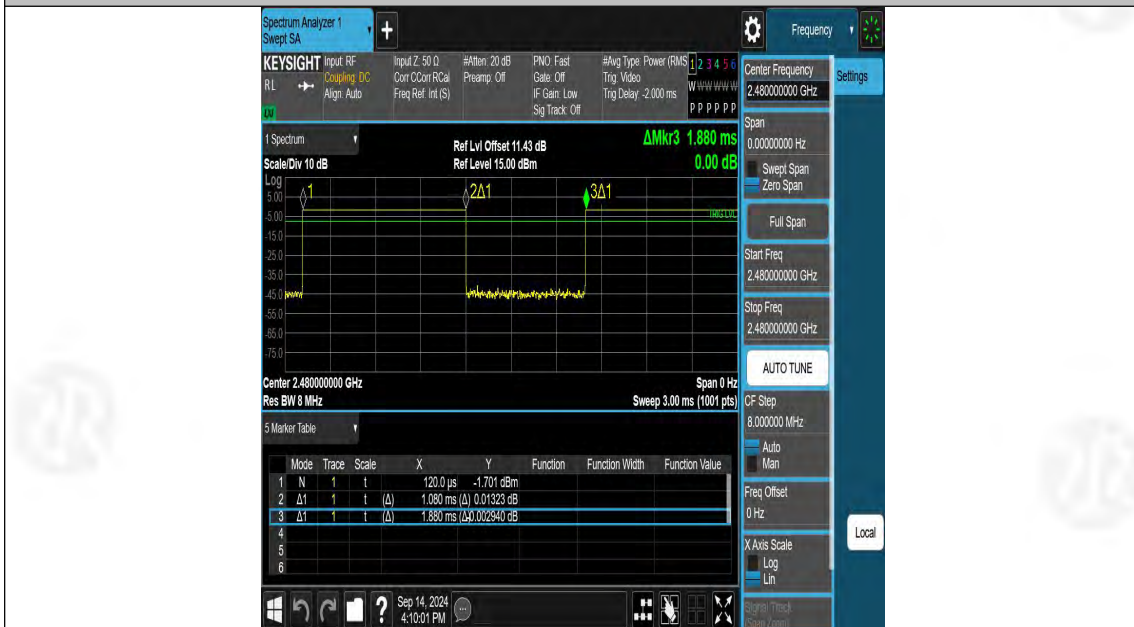 Spectrum Analyzer 1
Swept SA
+
Frequency
KEYSIGHT
RL
Input: RF
Coupling: DC
Align: Auto
Input Z: 50 Ω
Corr CCorr RCal
Freq Ref: Int (S)
#Atten: 20 dB
Preamp: Off
PNO: Fast
Gate: Off
IF Gain: Low
Sig Track: Off
#Avg Type: Power (RMS
Trig: Video
Trig Delay: -2.000 ms
1 2 3 4 5 6
W W W W W W
P P P P P P
Center Frequency
2.480000000 GHz
Settings
1 Spectrum
Scale/Div 10 dB
Ref Lvl Offset 11.43 dB
Ref Level 15.00 dBm
ΔMkr3 1.880 ms
0.00 dB
Span
0.00000000 Hz
Swept Span
Zero Span
Log
5.00
-5.00
-15.0
-25.0
-35.0
-45.0
-55.0
-65.0
-75.0
1
2Δ1
3Δ1
TRIG LVL
Full Span
Start Freq
2.480000000 GHz
Stop Freq
2.480000000 GHz
AUTO TUNE
Center 2.480000000 GHz
Span 0 Hz
Res BW 8 MHz
Sweep 3.00 ms (1001 pts)
CF Step
8.000000 MHz
Auto
Man
5 Marker Table
Mode Trace Scale X Y Function Function Width Function Value
1 N 1 t 120.0 µs -1.701 dBm
2 Δ1 1 t (Δ) 1.080 ms (Δ) 0.01323 dB
3 Δ1 1 t (Δ) 1.880 ms (Δ) -0.002940 dB
4
5
6
Freq Offset
0 Hz
Local
X Axis Scale
Log
Lin
Signal Track
(Span Zoom)
?
Sep 14, 2024
4:10:01 PM